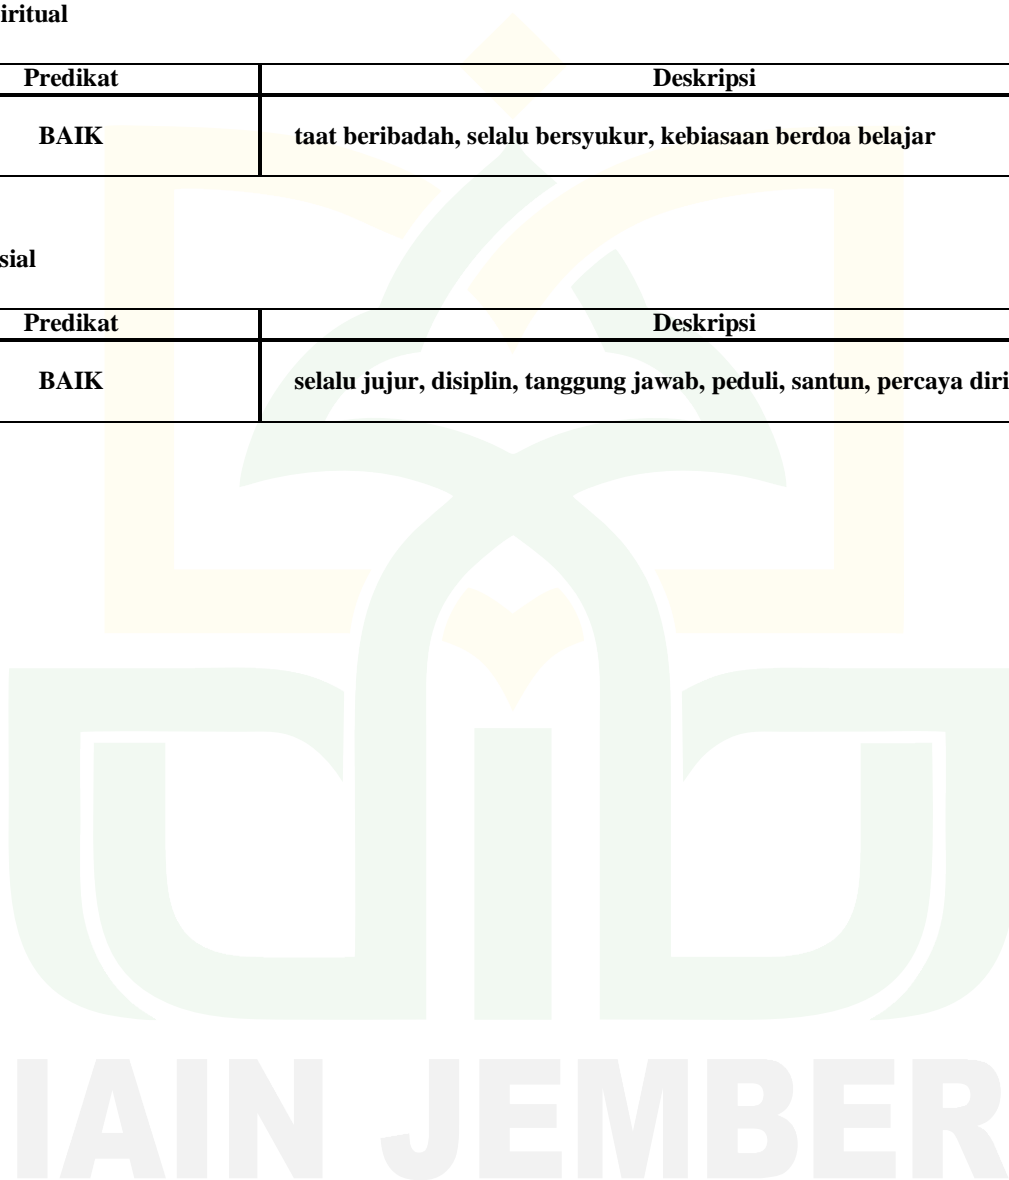 iritual
Predikat Deskripsi
BAIK taat beribadah, selalu bersyukur, kebiasaan berdoa belajar
sial
Predikat Deskripsi
BAIK selalu jujur, disiplin, tanggung jawab, peduli, santun, percaya diri
IAIN JEMBER